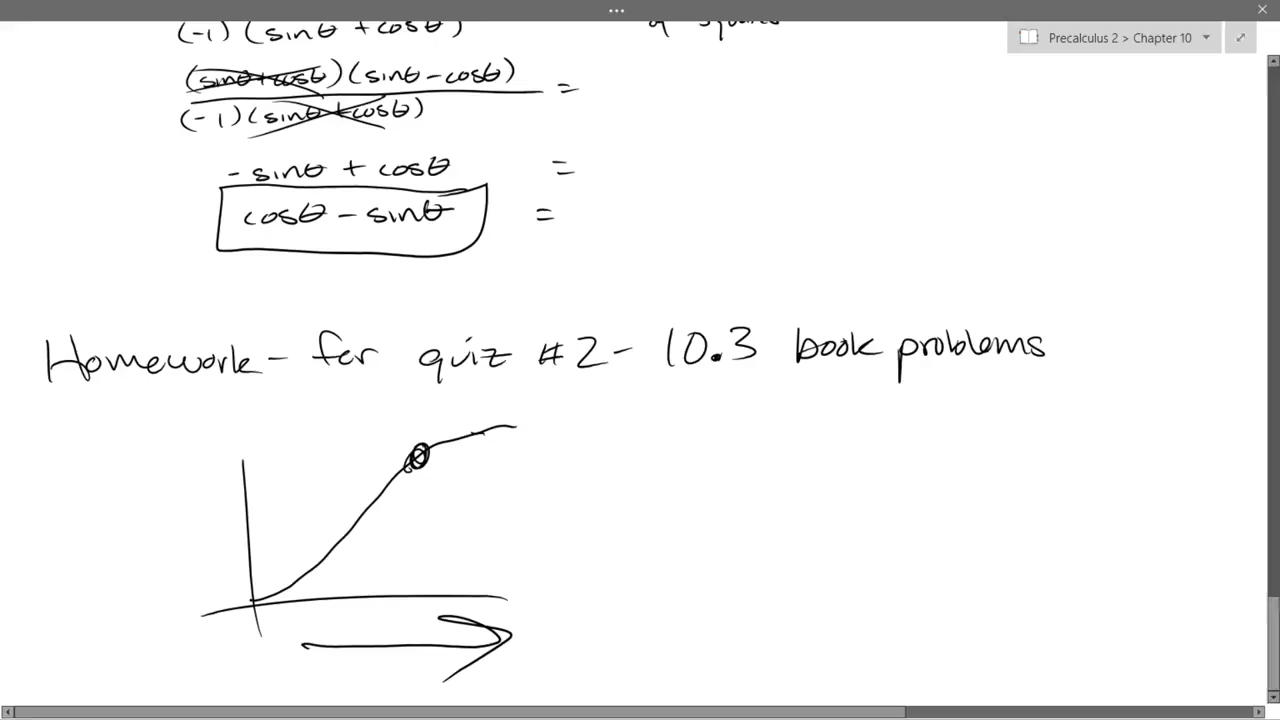 (-1) (sinθ + cosθ)
Precalculus 2 > Chapter 10
(sinθ+cosθ)(sinθ-cosθ) =
(-1)(sinθ+cosθ)
-sinθ + cosθ =
cosθ - sinθ =
Homework - for quiz #2 - 10.3 book problems